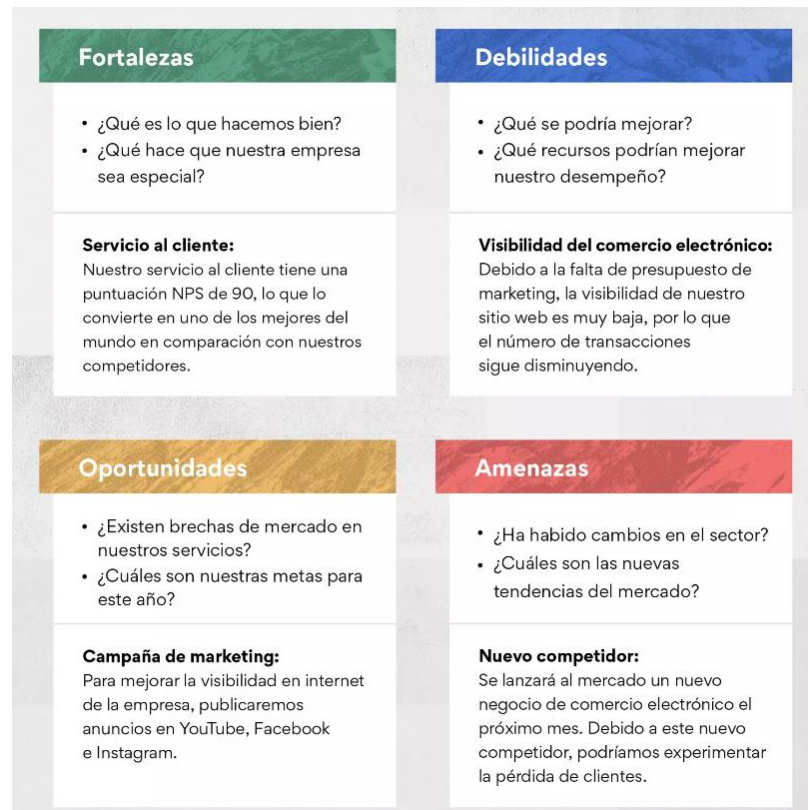 Fortalezas
• ¿Qué es lo que hacemos bien?
• ¿Qué hace que nuestra empresa
sea especial?
Servicio al cliente:
Nuestro servicio al cliente tiene una
puntuación NPS de 90, lo que lo
convierte en uno de los mejores del
mundo en comparación con nuestros
competidores.
Debilidades
• ¿Qué se podría mejorar?
• ¿Qué recursos podrían mejorar
nuestro desempeño?
Visibilidad del comercio electrónico:
Debido a la falta de presupuesto de
marketing, la visibilidad de nuestro
sitio web es muy baja, por lo que
el número de transacciones
sigue disminuyendo.
Oportunidades
• ¿Existen brechas de mercado en
nuestros servicios?
• ¿Cuáles son nuestras metas para
este año?
Campaña de marketing:
Para mejorar la visibilidad en internet
de la empresa, publicaremos
anuncios en YouTube, Facebook
e Instagram.
Amenazas
• ¿Ha habido cambios en el sector?
• ¿Cuáles son las nuevas
tendencias del mercado?
Nuevo competidor:
Se lanzará al mercado un nuevo
negocio de comercio electrónico el
próximo mes. Debido a este nuevo
competidor, podríamos experimentar
la pérdida de clientes.